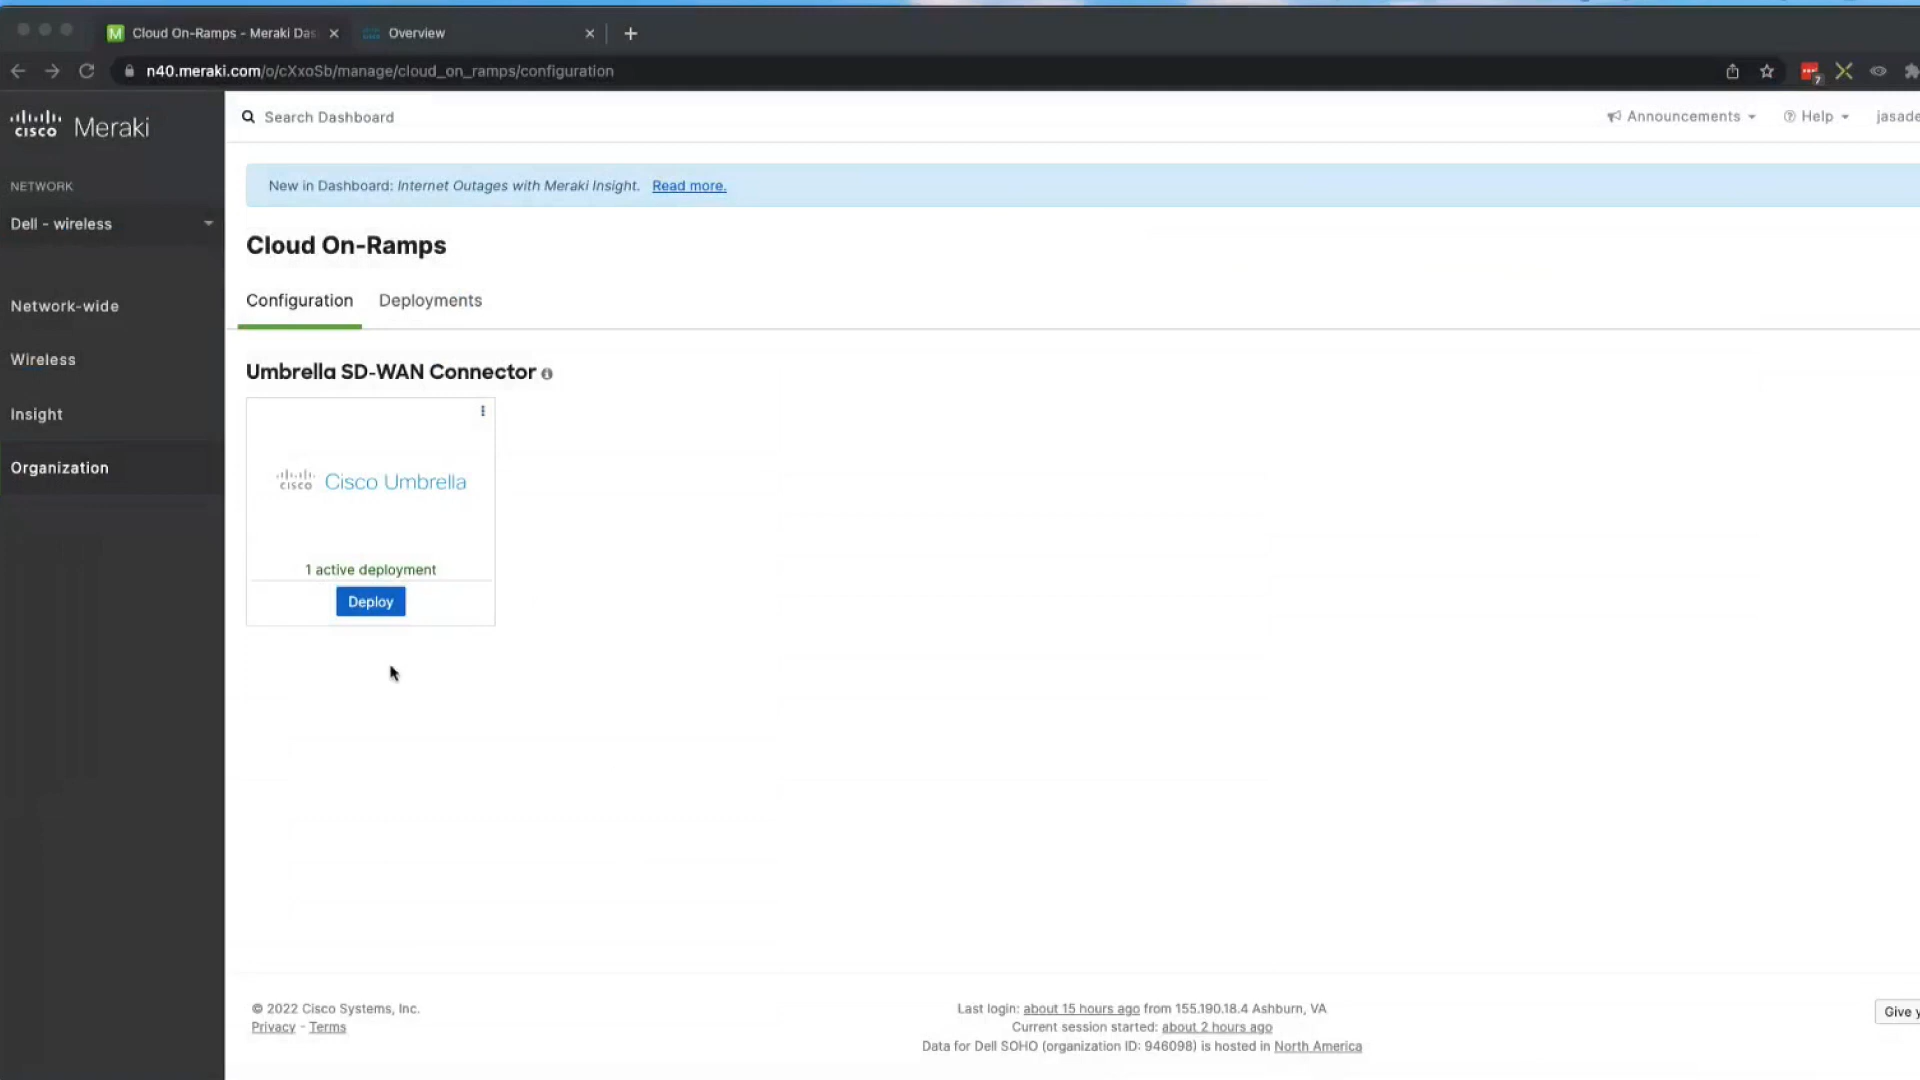 Cloud On-Ramps - Meraki Das
Overview
n40.meraki.com/o/cXxoSb/manage/cloud_on_ramps/configuration
7
cisco Meraki
Search Dashboard
Announcements
Help
jasade
NETWORK
Dell - wireless
Network-wide
Wireless
Insight
Organization
New in Dashboard: Internet Outages with Meraki Insight. Read more.
Cloud On-Ramps
Configuration Deployments
Umbrella SD-WAN Connector
cisco Cisco Umbrella
1 active deployment
Deploy
© 2022 Cisco Systems, Inc.
Privacy - Terms
Last login: about 15 hours ago from 155.190.18.4 Ashburn, VA
Current session started: about 2 hours ago
Data for Dell SOHO (organization ID: 946098) is hosted in North America
Give y